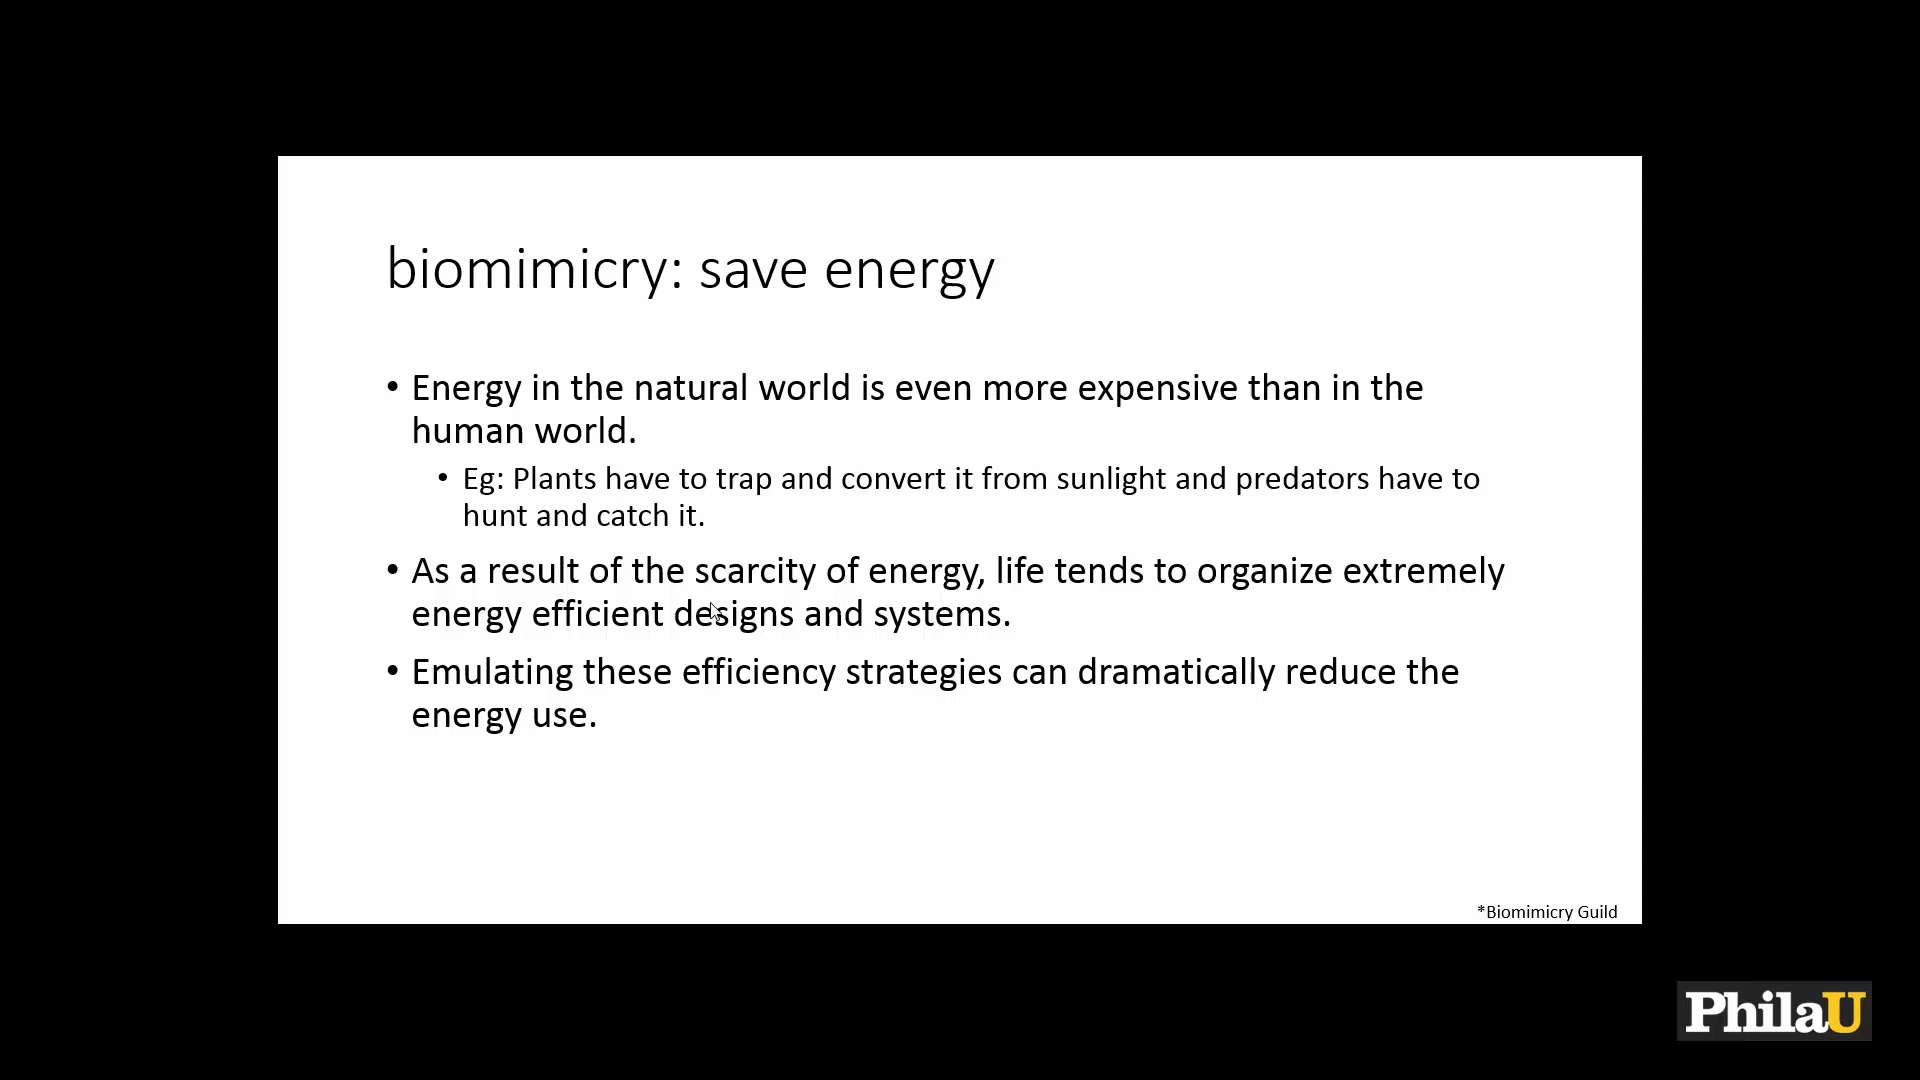 biomimicry: save energy
• Energy in the natural world is even more expensive than in the
human world.
• Eg: Plants have to trap and convert it from sunlight and predators have to
hunt and catch it.
• As a result of the scarcity of energy, life tends to organize extremely
energy efficient designs and systems.
• Emulating these efficiency strategies can dramatically reduce the
energy use.
*Biomimicry Guild
PhilaU